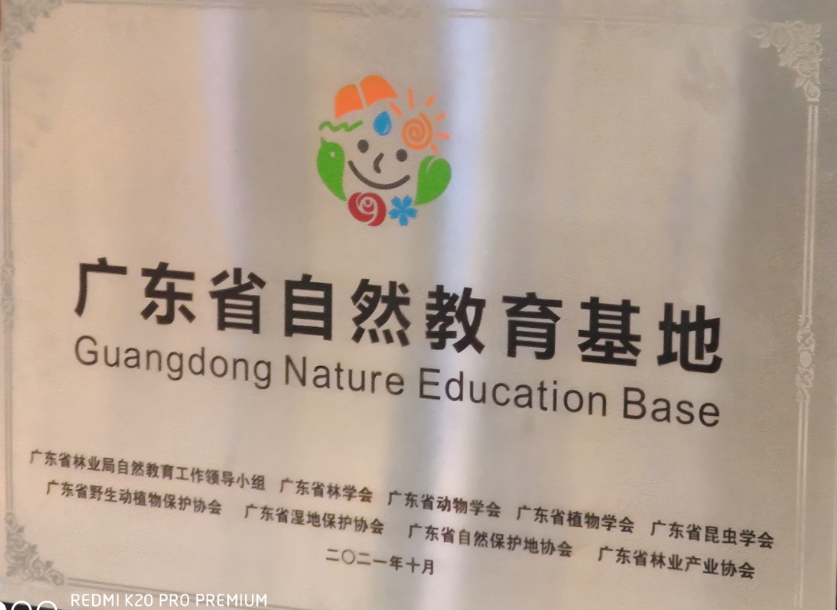 广东省自然教育基地
Guangdong Nature Education Base
广东省林业局自然教育工作领导小组 广东省林学会 广东省动物学会 广东省植物学会 广东省昆虫学会
广东省野生动植物保护协会 广东省湿地保护协会 广东省自然保护地协会 广东省林业产业协会
二〇二一年十月
REDMI K20 PRO PREMIUM